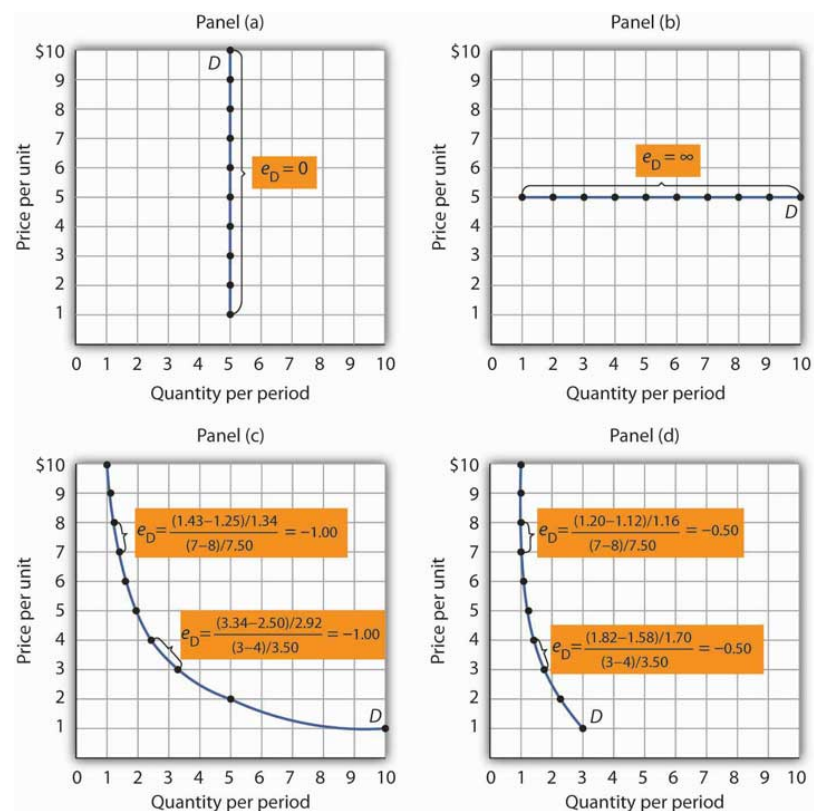 Panel (a)
$10
9
8
7
6
5
4
3
2
1
0 1 2 3 4 5 6 7 8 9 10
Price per unit
Quantity per period
D
eD = 0
Panel (b)
$10
9
8
7
6
5
4
3
2
1
0 1 2 3 4 5 6 7 8 9 10
Price per unit
Quantity per period
eD = ∞
D
Panel (c)
$10
9
8
7
6
5
4
3
2
1
0 1 2 3 4 5 6 7 8 9 10
Price per unit
Quantity per period
eD= (1.43–1.25)/1.34 = –1.00
(7–8)/7.50
eD= (3.34–2.50)/2.92 = –1.00
(3–4)/3.50
D
Panel (d)
$10
9
8
7
6
5
4
3
2
1
0 1 2 3 4 5 6 7 8 9 10
Price per unit
Quantity per period
eD= (1.20–1.12)/1.16 = –0.50
(7–8)/7.50
eD= (1.82–1.58)/1.70 = –0.50
(3–4)/3.50
D